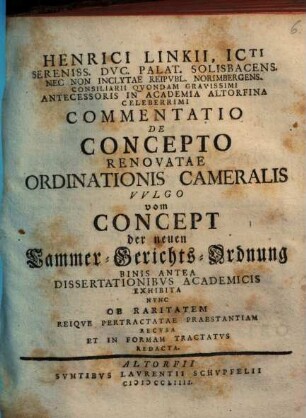 6.
HENRICI LINKII, ICTI
SERENISS. DVC. PALAT. SOLISBACENS.
NEC NON INCLYTAE REIPVBL. NORIMBERGENS.
CONSILIARII QVONDAM GRAVISSIMI
ANTECESSORIS IN ACADEMIA ALTORFINA
CELEBERRIMI
COMMENTATIO
DE
CONCEPTO
RENOVATAE
ORDINATIONIS CAMERALIS
VVLGO
vom
CONCEPT
der neuen
Cammer-Gerichts-Ordnung
BINIS ANTEA
DISSERTATIONIBVS ACADEMICIS
EXHIBITA
NVNC
OB RARITATEM
REIQVE PERTRACTATAE PRAESTANTIAM
RECVSA
ET IN FORMAM TRACTATVS
REDACTA.
ALTORFII
SVMTIBVS LAVRENTII SCHVPFELII